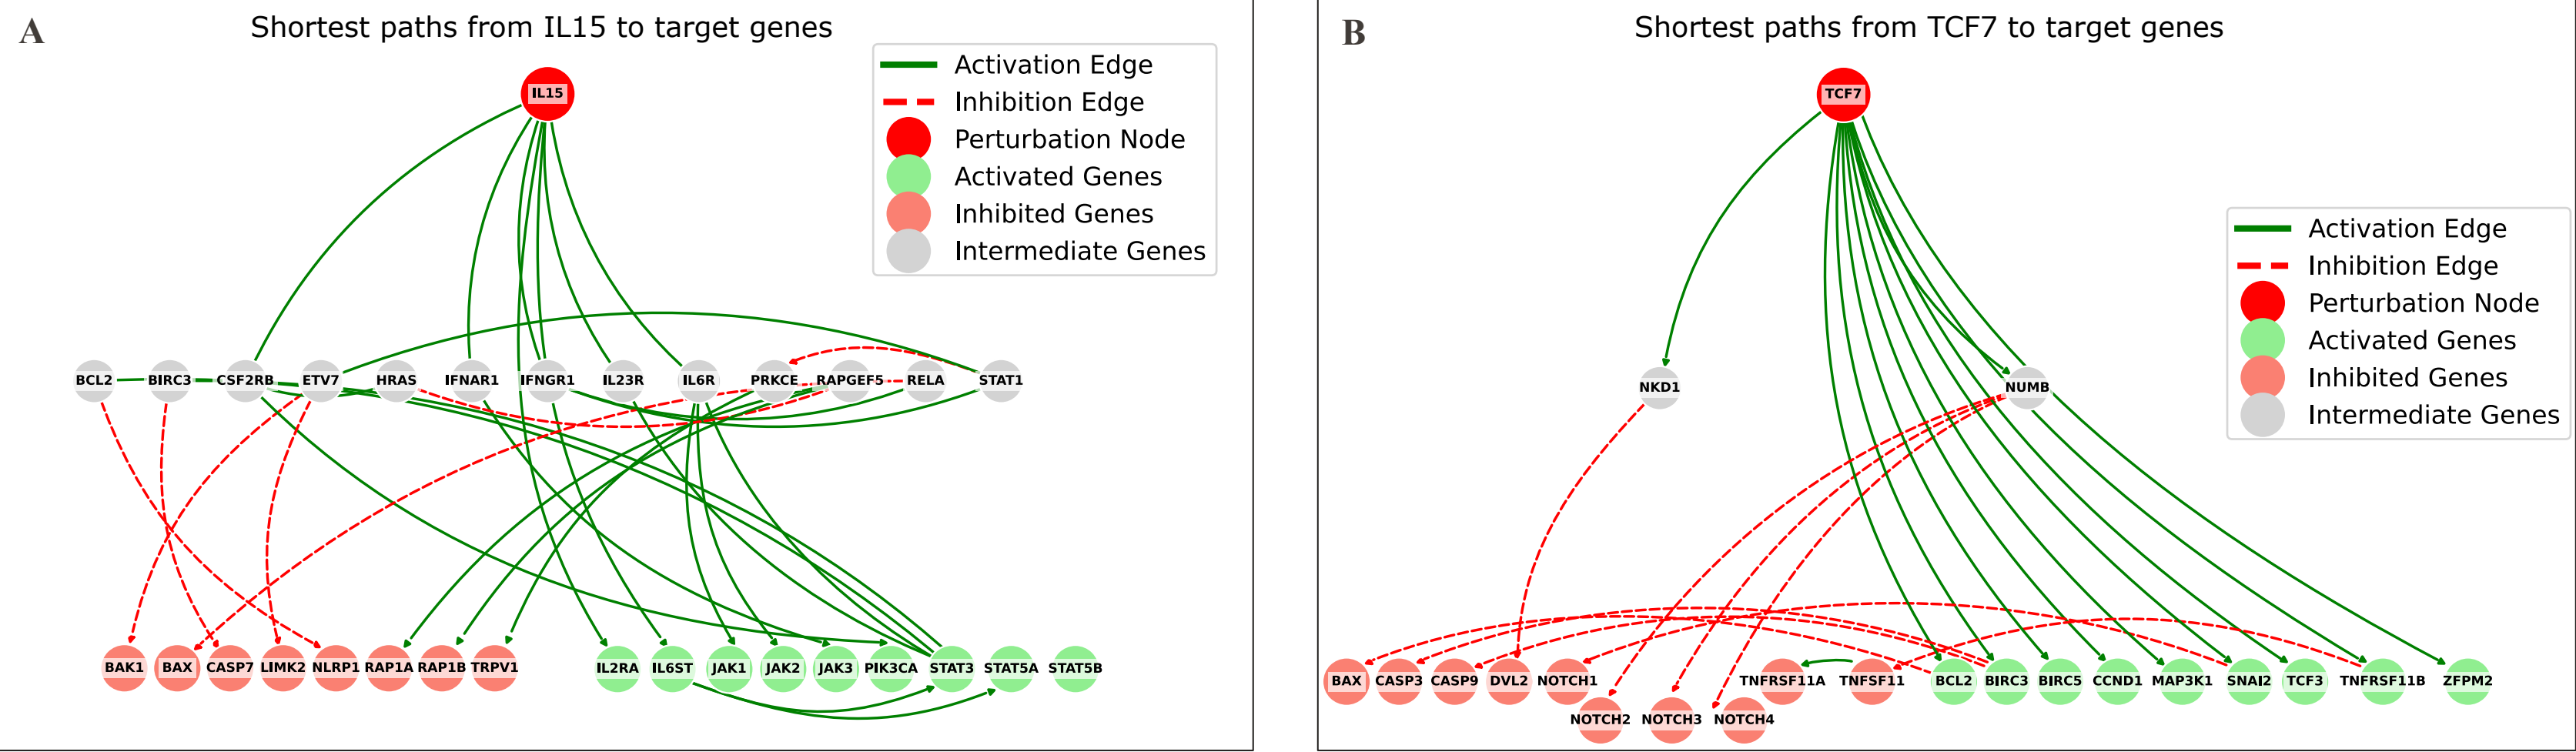 A
Shortest paths from IL15 to target genes
Activation Edge
Inhibition Edge
Perturbation Node
Activated Genes
Inhibited Genes
Intermediate Genes
IL15
BCL2 BIRC3 CSF2RB ETV7 HRAS IFNAR1 IFNGR1 IL23R IL6R PRKCE RAPGEF5 RELA STAT1
BAK1 BAX CASP7 LIMK2 NLRP1 RAP1A RAP1B TRPV1 IL2RA IL6ST JAK1 JAK2 JAK3 PIK3CA STAT3 STAT5A STAT5B
B
Shortest paths from TCF7 to target genes
TCF7
Activation Edge
Inhibition Edge
Perturbation Node
Activated Genes
Inhibited Genes
Intermediate Genes
NKD1 NUMB
BAX CASP3 CASP9 DVL2 NOTCH1 TNFRSF11A TNFSF11 BCL2 BIRC3 BIRC5 CCND1 MAP3K1 SNAI2 TCF3 TNFRSF11B ZFPM2
NOTCH2 NOTCH3 NOTCH4